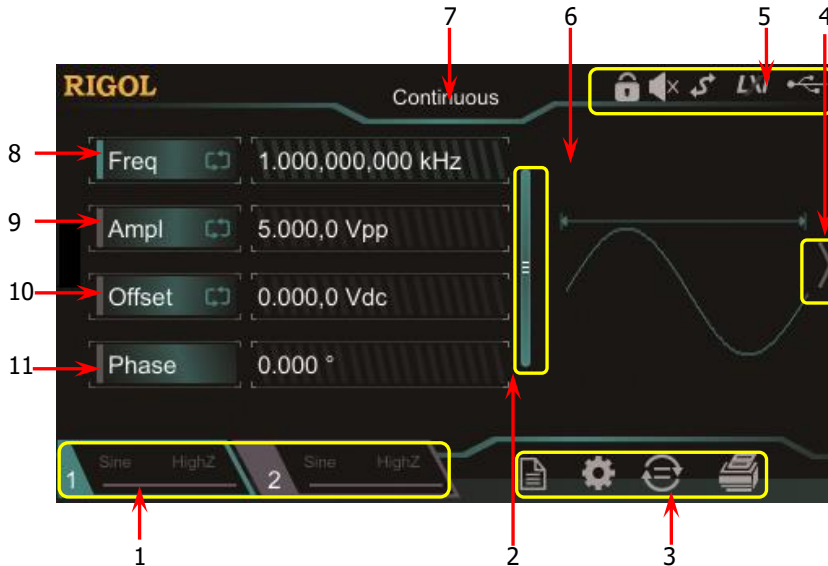 7 6 5 4
RIGOL
Continuous
LXI
8 Freq 1.000,000,000 kHz
9 Ampl 5.000,0 Vpp
10 Offset 0.000,0 Vdc
11 Phase 0.000 °
1 Sine HighZ 2 Sine HighZ
1 2 3